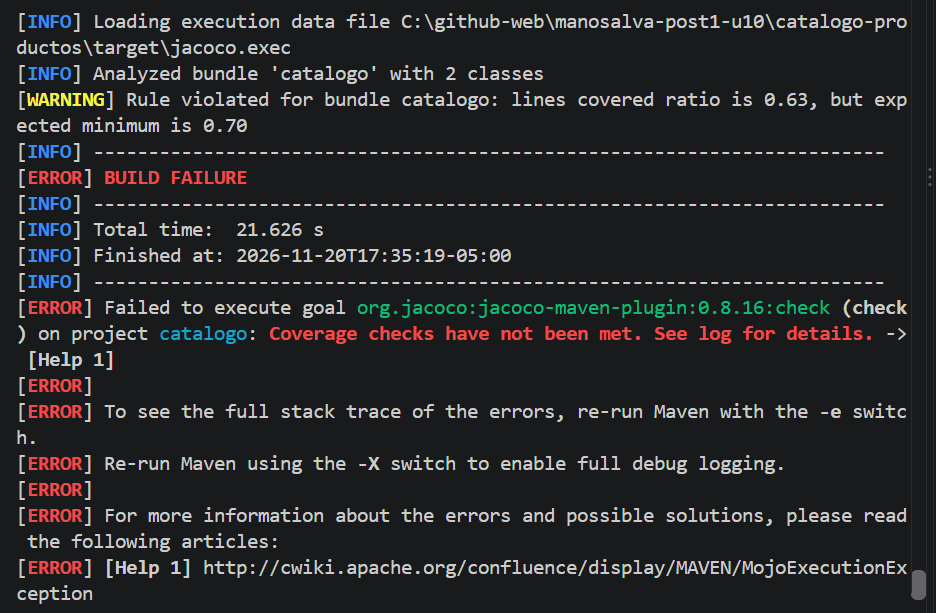 [INFO] Loading execution data file C:\github-web\manosalva-post1-u10\catalogo-pro
ductos\target\jacoco.exec
[INFO] Analyzed bundle 'catalogo' with 2 classes
[WARNING] Rule violated for bundle catalogo: lines covered ratio is 0.63, but exp
ected minimum is 0.70
[INFO] ------------------------------------------------------------------------
[ERROR] BUILD FAILURE
[INFO] ------------------------------------------------------------------------
[INFO] Total time:  21.626 s
[INFO] Finished at: 2026-11-20T17:35:19-05:00
[INFO] ------------------------------------------------------------------------
[ERROR] Failed to execute goal org.jacoco:jacoco-maven-plugin:0.8.16:check (check
) on project catalogo: Coverage checks have not been met. See log for details. ->
 [Help 1]
[ERROR]
[ERROR] To see the full stack trace of the errors, re-run Maven with the -e switc
h.
[ERROR] Re-run Maven using the -X switch to enable full debug logging.
[ERROR]
[ERROR] For more information about the errors and possible solutions, please read
 the following articles:
[ERROR] [Help 1] http://cwiki.apache.org/confluence/display/MAVEN/MojoExecutionEx
ception